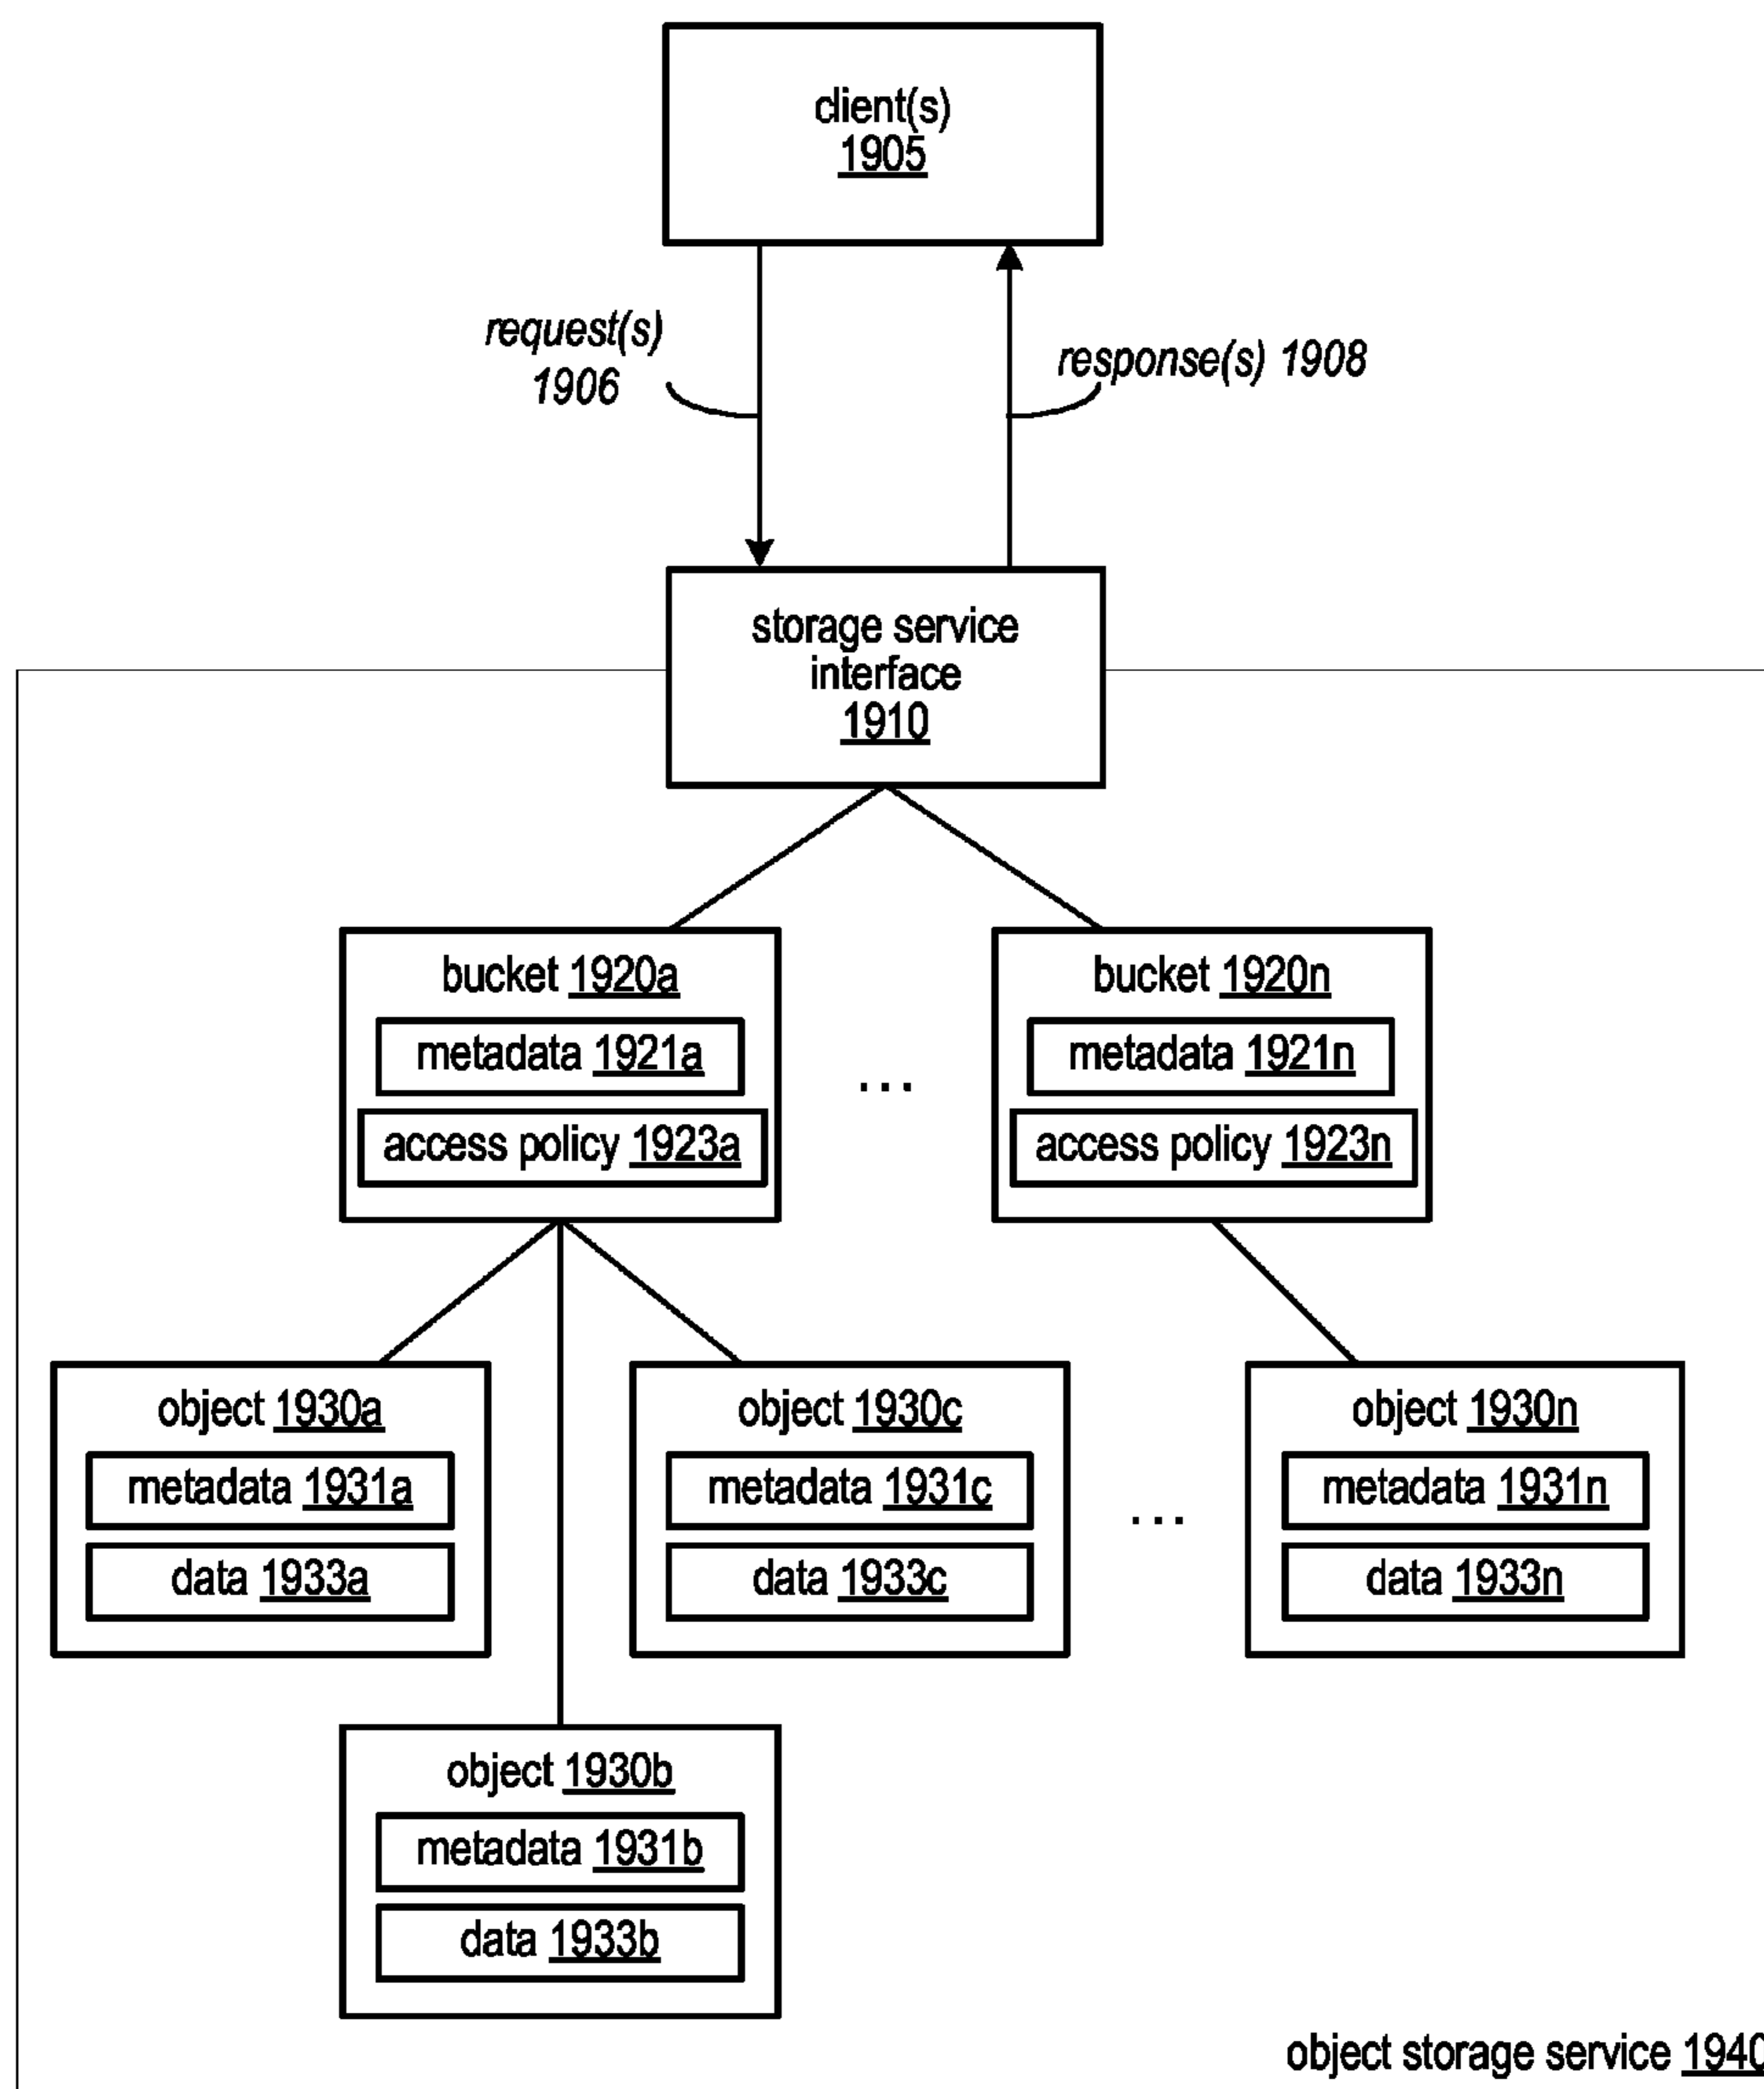 client(s)
1905
request(s)
1906
response(s) 1908
storage service
interface
1910
bucket 1920a
metadata 1921a
access policy 1923a
...
bucket 1920n
metadata 1921n
access policy 1923n
object 1930a
metadata 1931a
data 1933a
object 1930c
metadata 1931c
data 1933c
...
object 1930n
metadata 1931n
data 1933n
object 1930b
metadata 1931b
data 1933b
object storage service 1940